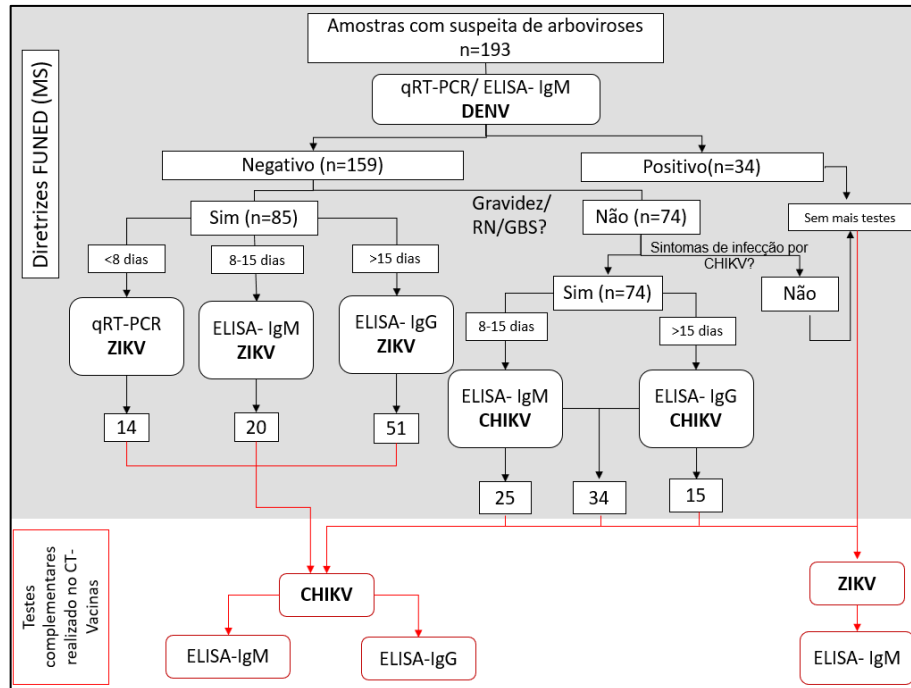 Amostras com suspeita de arboviroses
n=193
Diretrizes FUNED (MS)
qRT-PCR/ ELISA- IgM
DENV
Negativo (n=159)
Positivo(n=34)
Sim (n=85)
Gravidez/
RN/GBS?
Não (n=74)
Sem mais testes
<8 dias
8-15 dias
>15 dias
Sintomas de infecção por
CHIKV?
Sim (n=74)
Não
qRT-PCR
ZIKV
ELISA- IgM
ZIKV
ELISA- IgG
ZIKV
8-15 dias
>15 dias
ELISA- IgM
CHIKV
ELISA- IgG
CHIKV
14
20
51
25
34
15
Testes
complementares
realizado no CT-
Vacinas
CHIKV
ZIKV
ELISA-IgM
ELISA-IgG
ELISA- IgM